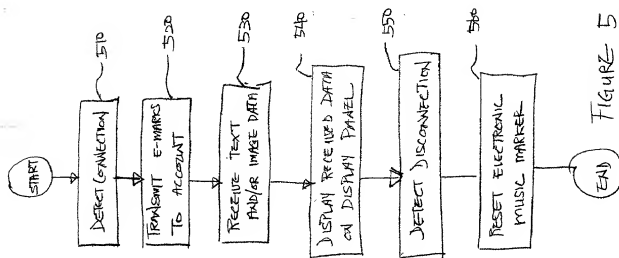 START
DETECT CONNECTION
510
TRANSMIT E-MARKS
TO ACCOUNT
520
RECEIVE TEXT
AND/OR IMAGE DATA
530
DISPLAY RECEIVED DATA
ON DISPLAY PANEL
540
DETECT DISCONNECTION
550
RESET ELECTRONIC
MUSIC MARKER
560
END
FIGURE 5